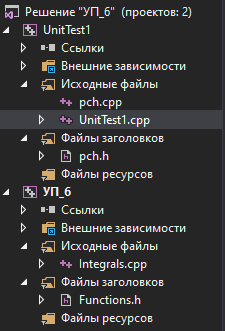 Решение "УП_6" (проектов: 2)
UnitTest1
Ссылки
Внешние зависимости
Исходные файлы
pch.cpp
UnitTest1.cpp
Файлы заголовков
pch.h
Файлы ресурсов
УП_6
Ссылки
Внешние зависимости
Исходные файлы
Integrals.cpp
Файлы заголовков
Functions.h
Файлы ресурсов